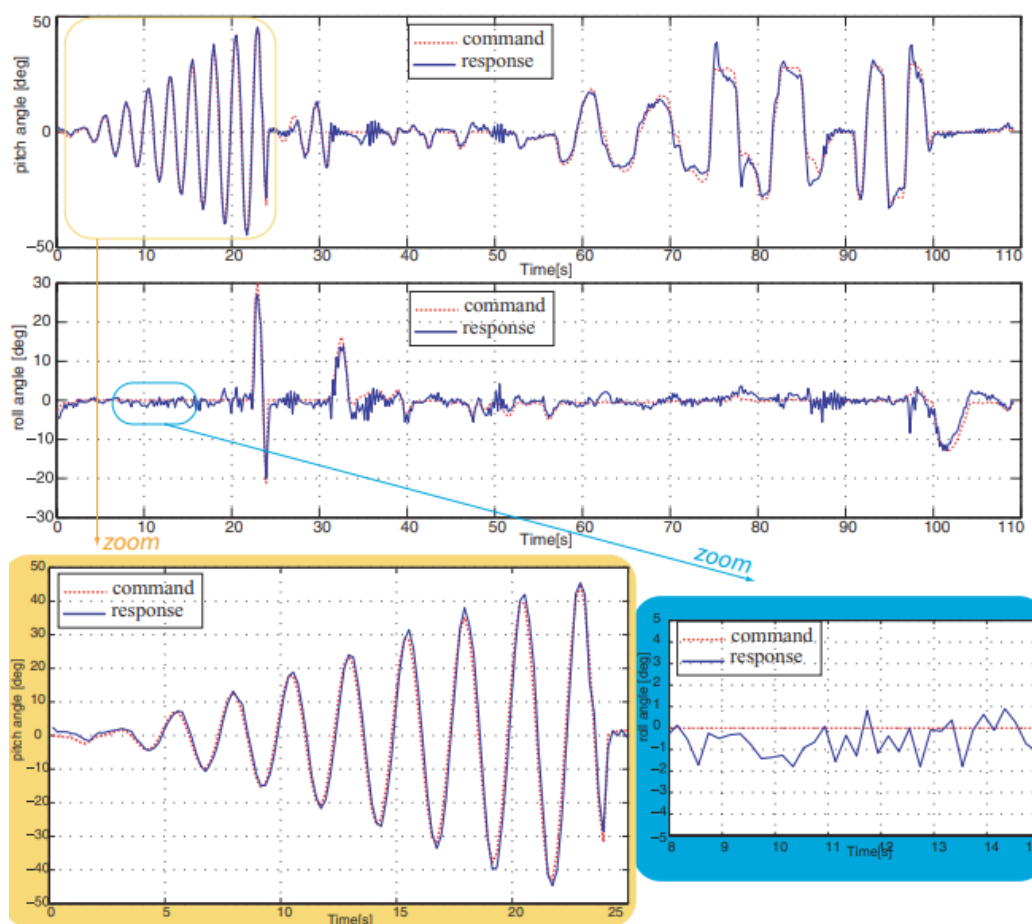 50
0
−50
pitch angle [deg]
command
response
0 10 20 30 40 50 60 70 80 90 100 110
Time[s]
30
20
10
0
−10
−20
−30
roll angle [deg]
command
response
0 10 20 30 40 50 60 70 80 90 100 110
Time[s]
zoom
zoom
50
40
30
20
10
0
−10
−20
−30
−40
−50
pitch angle [deg]
command
response
0 5 10 15 20 25
Time[s]
5
4
3
2
1
0
−1
−2
−3
−4
−5
roll angle [deg]
command
response
8 9 10 11 12 13 14
Time[s]